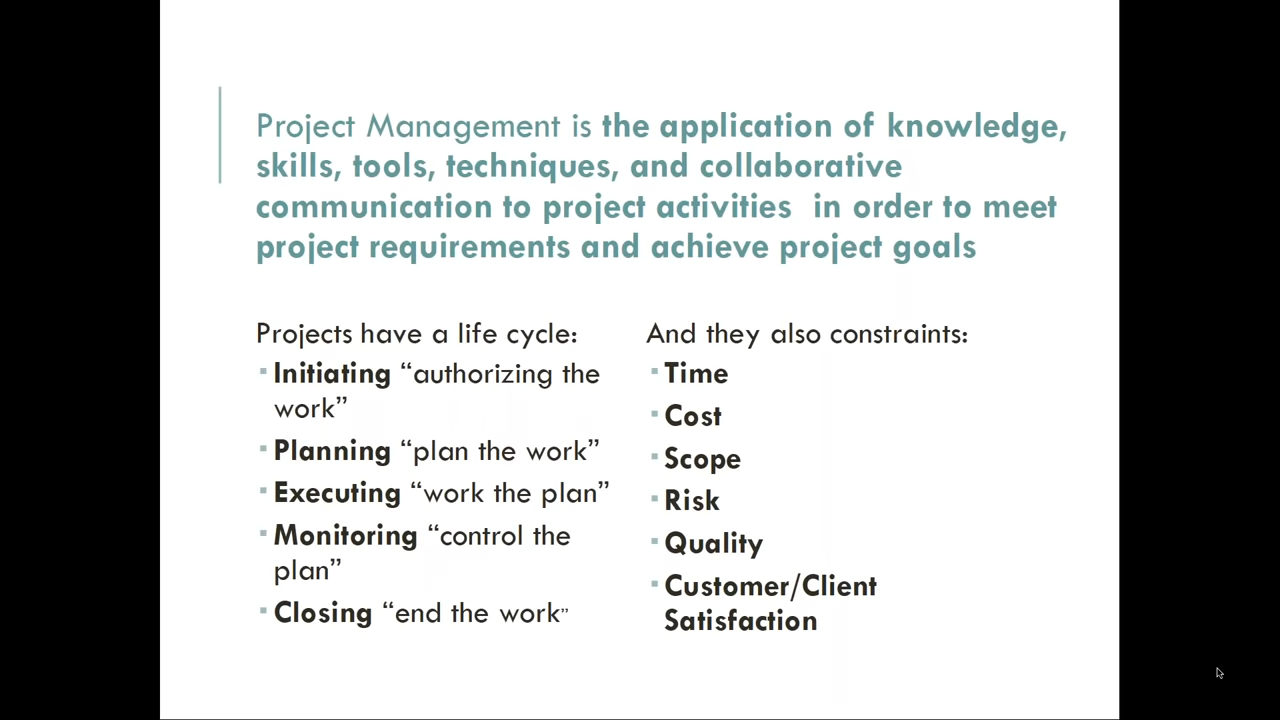 Project Management is the application of knowledge,
skills, tools, techniques, and collaborative
communication to project activities  in order to meet
project requirements and achieve project goals
Projects have a life cycle:
▪ Initiating “authorizing the
work”
▪ Planning “plan the work”
▪ Executing “work the plan”
▪ Monitoring “control the
plan”
▪ Closing “end the work”
And they also constraints:
▪ Time
▪ Cost
▪ Scope
▪ Risk
▪ Quality
▪ Customer/Client
Satisfaction